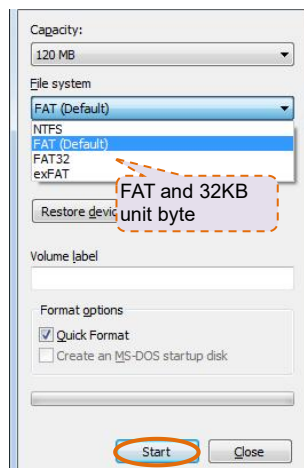 Capacity:
120 MB
File system
FAT (Default)
NTFS
FAT (Default)
FAT32
exFAT
FAT and 32KB
unit byte
Restore devic
Volume label
Format options
Quick Format
Create an MS-DOS startup disk
Start
Close